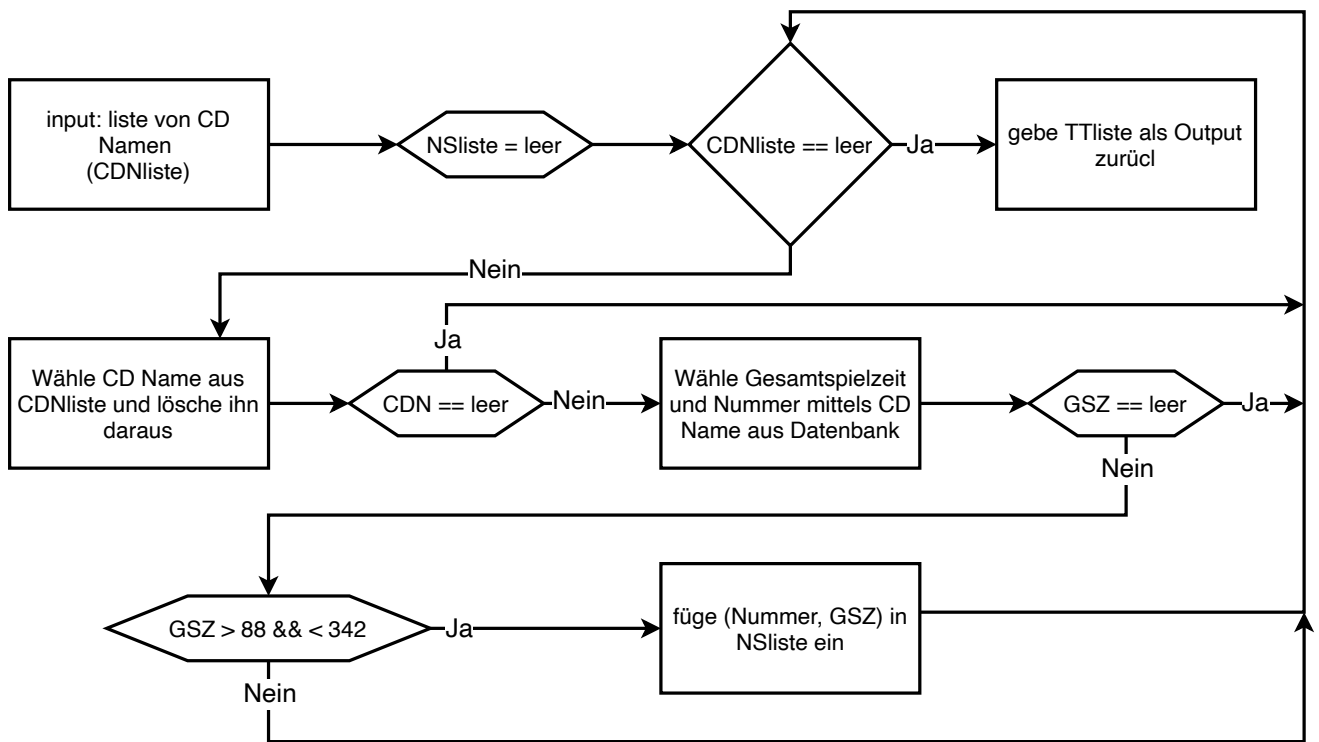 input: liste von CD
Namen
(CDNliste)
NSliste = leer
CDNliste == leer
Ja
gebe TTliste als Output
zurücl
Nein
Ja
Wähle CD Name aus
CDNliste und lösche ihn
daraus
CDN == leer
Nein
Wähle Gesamtspielzeit
und Nummer mittels CD
Name aus Datenbank
GSZ == leer
Ja
Nein
GSZ > 88 && < 342
Ja
füge (Nummer, GSZ) in
NSliste ein
Nein